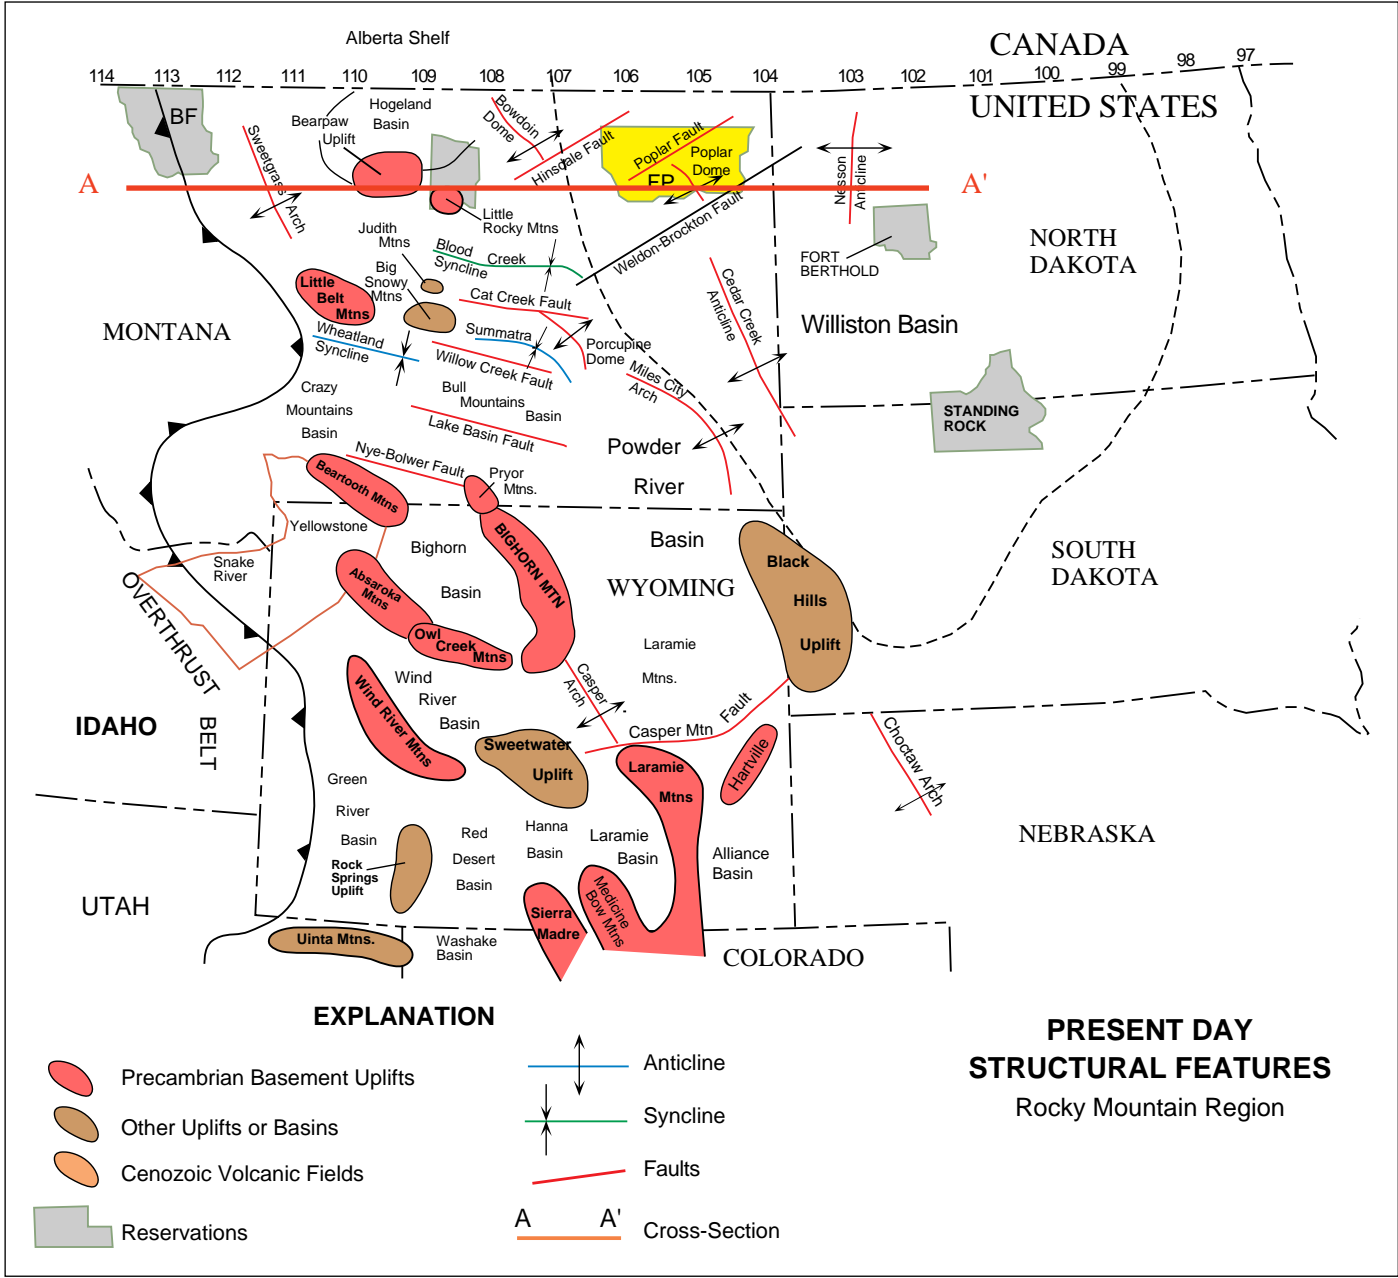 Alberta Shelf
CANADA
114 113 112 111 110 109 108 107 106 105 104 103 102 101 100 99 98 97
UNITED STATES
BF
Hogeland
Basin
Bearpaw
Uplift
Bowdoin
Dome
Hinsdale Fault
Poplar Fault
Poplar
Dome
FP
Sweetgrass
Arch
A
A'
Nesson
Anticline
Little
Rocky Mtns
Judith
Mtns
Blood
Creek
Syncline
Weldon-Brockton Fault
FORT
BERTHOLD
NORTH
DAKOTA
Big
Snowy
Mtns
Little
Belt
Mtns
Cat Creek Fault
Cedar Creek
Anticline
MONTANA
Wheatland
Syncline
Summatra
Porcupine
Dome
Williston Basin
Willow Creek Fault
Miles City
Arch
Crazy
Mountains
Basin
Bull
Mountains
Basin
Lake Basin Fault
STANDING
ROCK
Nye-Bolwer Fault
Powder
River
Basin
Beartooth Mtns
Pryor
Mtns.
Yellowstone
Bighorn
Basin
BIGHORN MTN
Snake
River
Absaroka
Mtns
WYOMING
Black
Hills
Uplift
SOUTH
DAKOTA
OVERTHRUST
BELT
Owl
Creek
Mtns
Laramie
Mtns.
Wind
River
Basin
Wind River Mtns
Casper
Arch
Casper Mtn
Fault
IDAHO
Sweetwater
Uplift
Laramie
Mtns
Hartville
Choctaw Arch
Green
River
Basin
Rock
Springs
Uplift
Red
Desert
Basin
Hanna
Basin
Laramie
Basin
Alliance
Basin
NEBRASKA
UTAH
Sierra
Madre
Medicine
Bow Mtns
Uinta Mtns.
Washake
Basin
COLORADO
EXPLANATION
Precambrian Basement Uplifts
Other Uplifts or Basins
Cenozoic Volcanic Fields
Reservations
Anticline
Syncline
Faults
A A'
Cross-Section
PRESENT DAY
STRUCTURAL FEATURES
Rocky Mountain Region